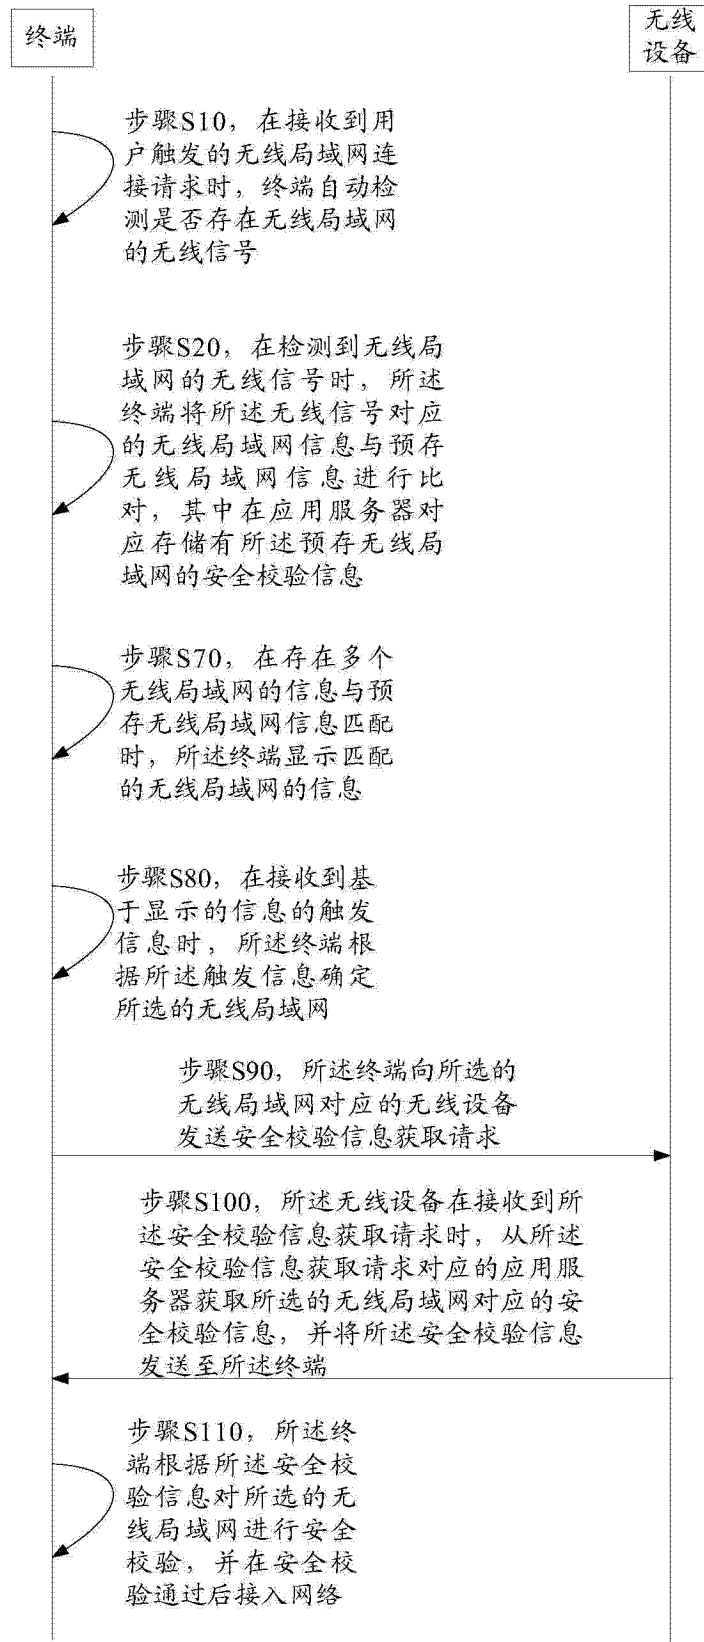 终端
无线
设备
步骤S10，在接收到用
户触发的无线局域网连
接请求时，终端自动检
测是否存在无线局域网
的无线信号
步骤S20，在检测到无线局
域网的无线信号时，所述
终端将所述无线信号对应
的无线局域网信息与预存
无线局域网信息进行比
对，其中在应用服务器对
应存储有所述预存无线局
域网的安全校验信息
步骤S70，在存在多个
无线局域网的信息与预
存无线局域网信息匹配
时，所述终端显示匹配
的无线局域网的信息
步骤S80，在接收到基
于显示的信息的触发
信息时，所述终端根
据所述触发信息确定
所选的无线局域网
步骤S90，所述终端向所选的
无线局域网对应的无线设备
发送安全校验信息获取请求
步骤S100，所述无线设备在接收到所
述安全校验信息获取请求时，从所述
安全校验信息获取请求对应的应用服
务器获取所选的无线局域网对应的安
全校验信息，并将所述安全校验信息
发送至所述终端
步骤S110，所述终
端根据所述安全校
验信息对所选的无
线局域网进行安全
校验，并在安全校
验通过后接入网络